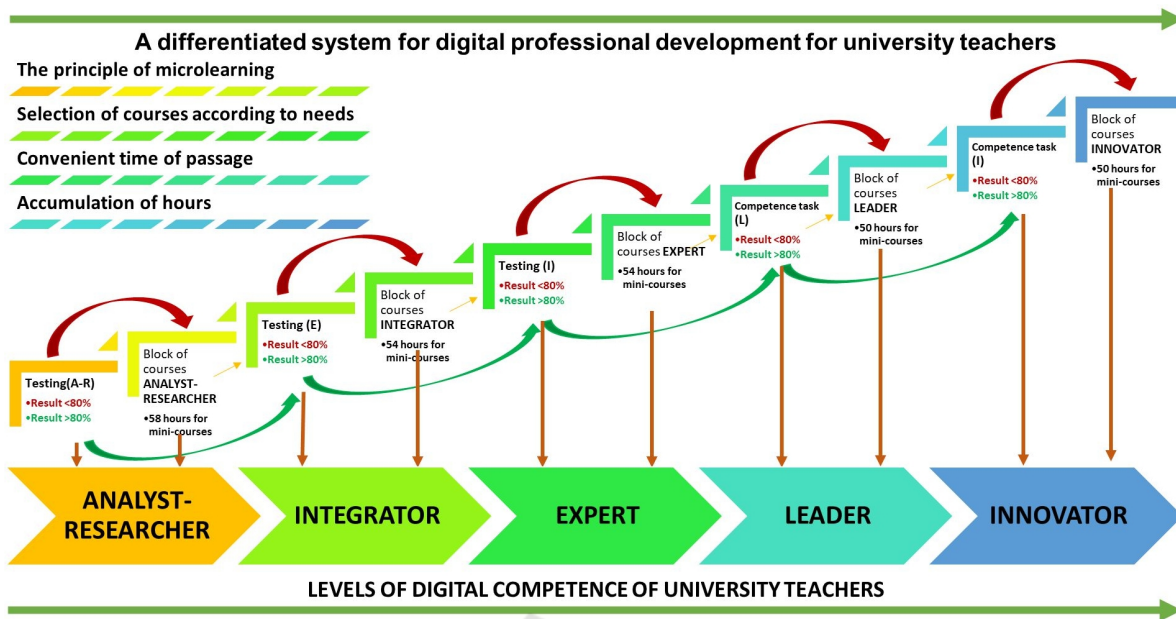 A differentiated system for digital professional development for university teachers
The principle of microlearning
Selection of courses according to needs
Convenient time of passage
Accumulation of hours
Testing(A-R)
•Result <80%
•Result >80%
Block of
courses
ANALYST-
RESEARCHER
•58 hours for
mini-courses
Testing (E)
•Result <80%
•Result >80%
Block of
courses
INTEGRATOR
•54 hours for
mini-courses
Testing (I)
•Result <80%
•Result >80%
Block of
courses EXPERT
•54 hours for
mini-courses
Competence task
(L)
•Result <80%
•Result >80%
Block of
courses
LEADER
•50 hours for
mini-courses
Competence task
(I)
•Result <80%
•Result >80%
Block of
courses
INNOVATOR
•50 hours for
mini-courses
ANALYST-
RESEARCHER
INTEGRATOR
EXPERT
LEADER
INNOVATOR
LEVELS OF DIGITAL COMPETENCE OF UNIVERSITY TEACHERS